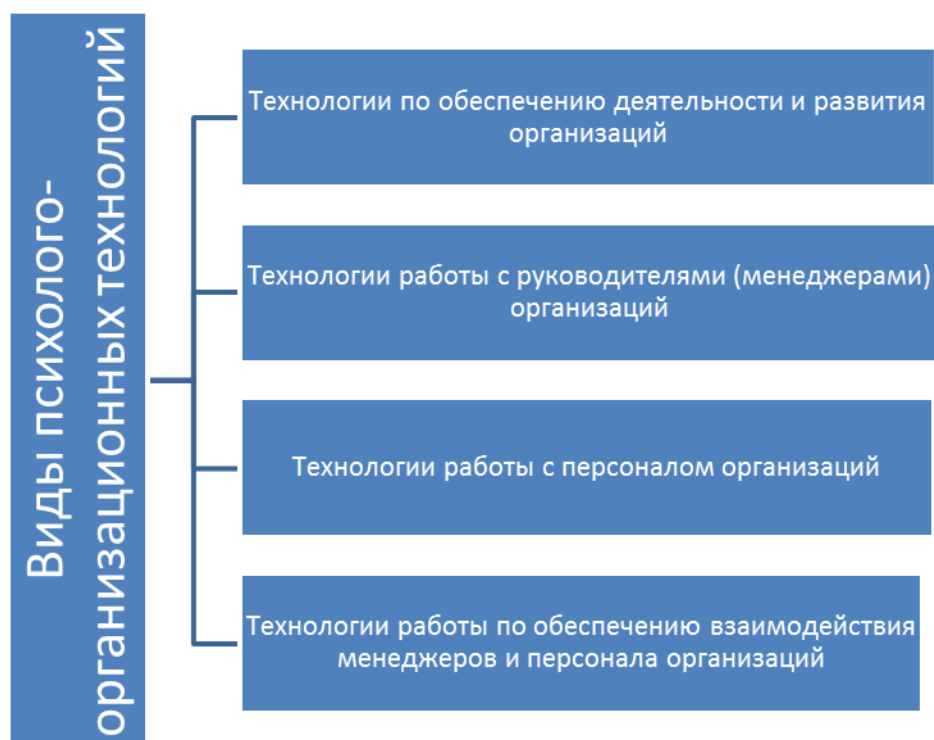 Виды психолого-
организационных технологий
Технологии по обеспечению деятельности и развития
организаций
Технологии работы с руководителями (менеджерами)
организаций
Технологии работы с персоналом организаций
Технологии работы по обеспечению взаимодействия
менеджеров и персонала организаций